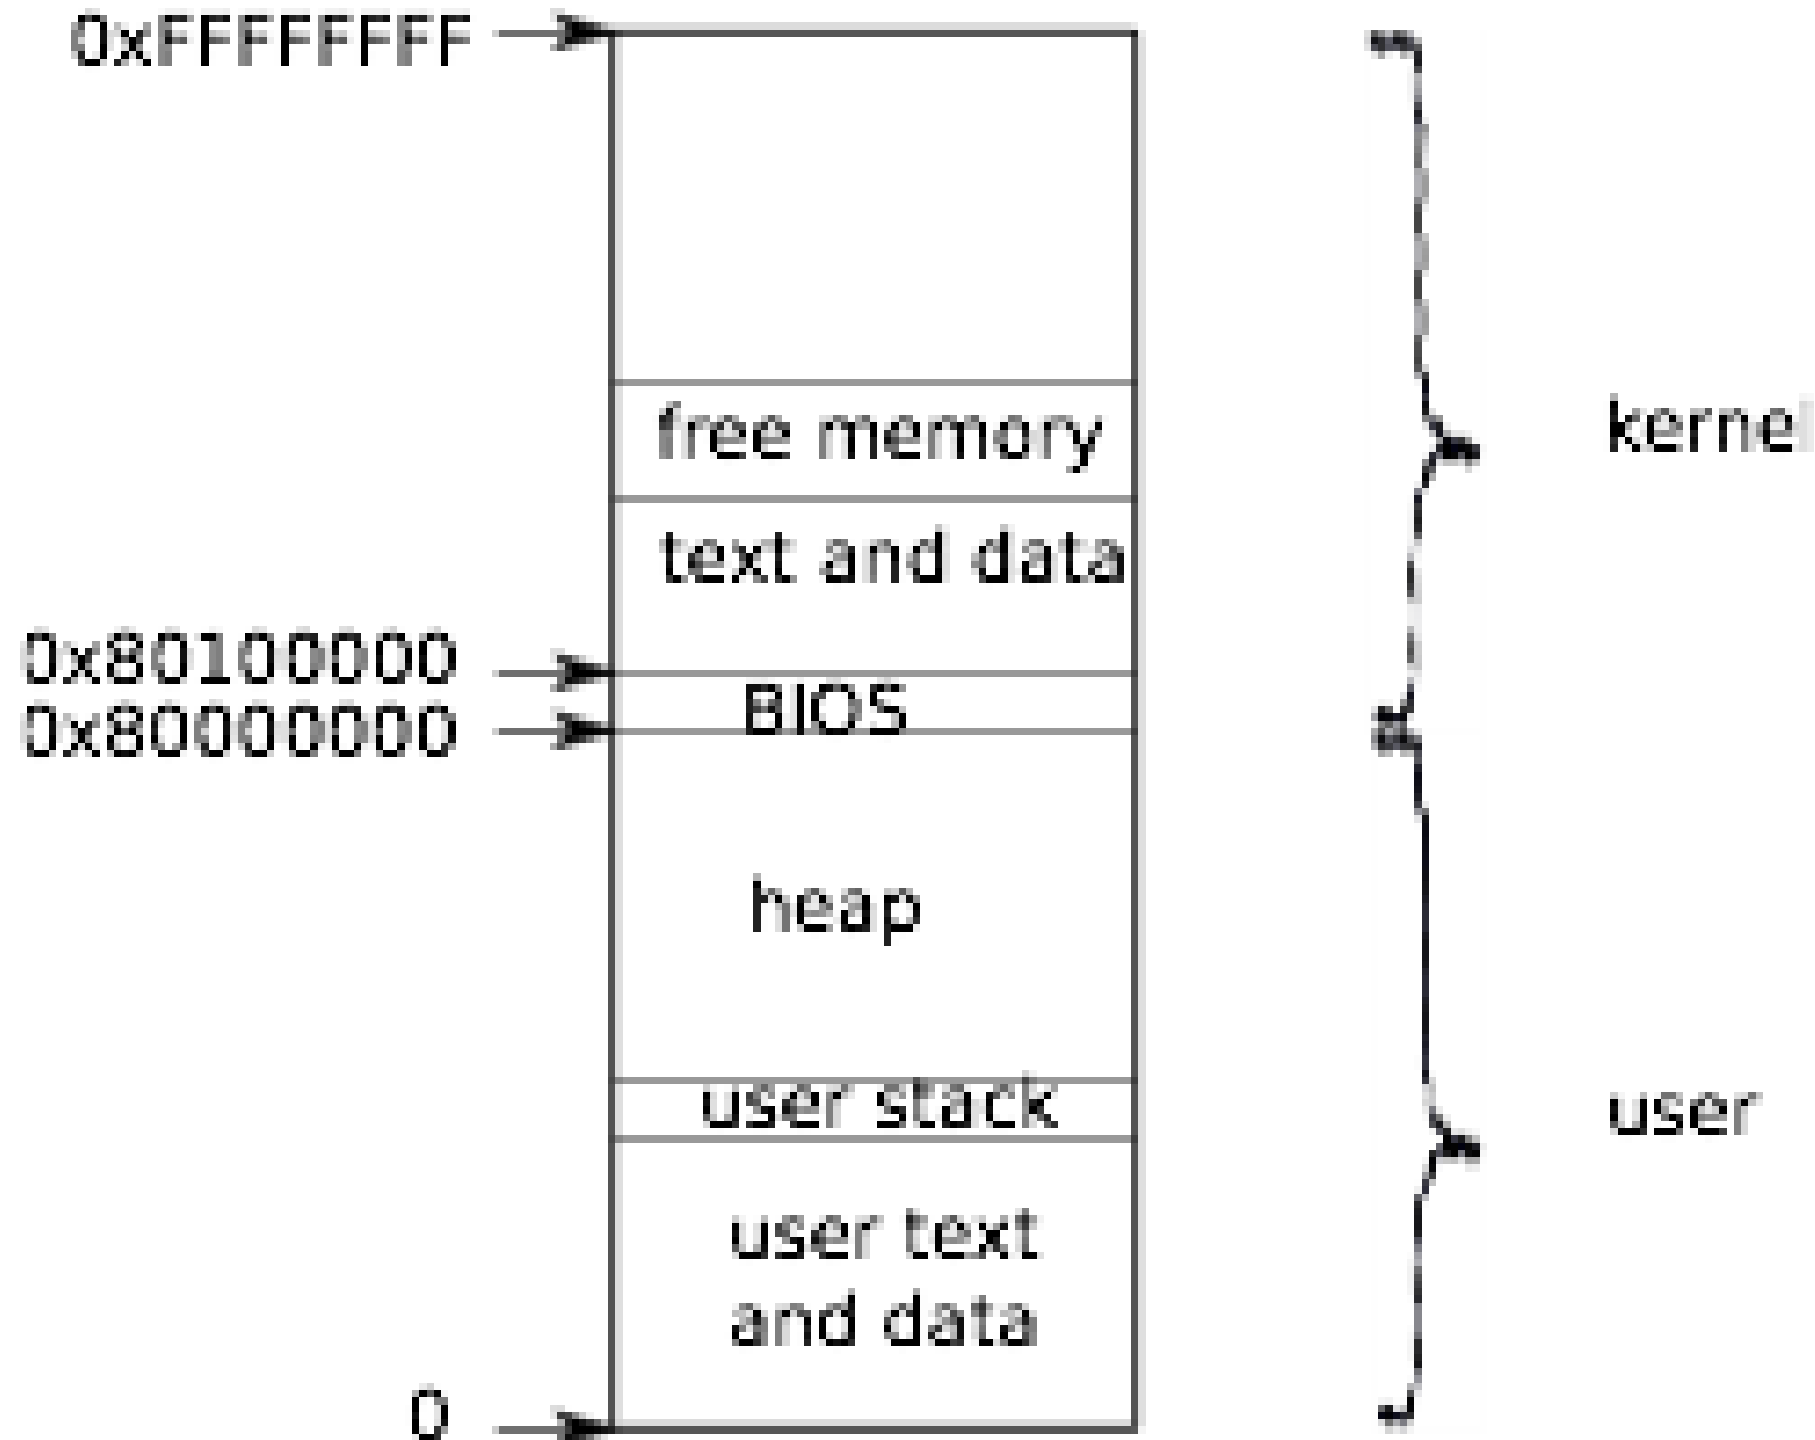 0xFFFFFFFF
free memory
kernel
text and data
0x80100000
BIOS
0x80000000
heap
user stack
user
user text
and data
0